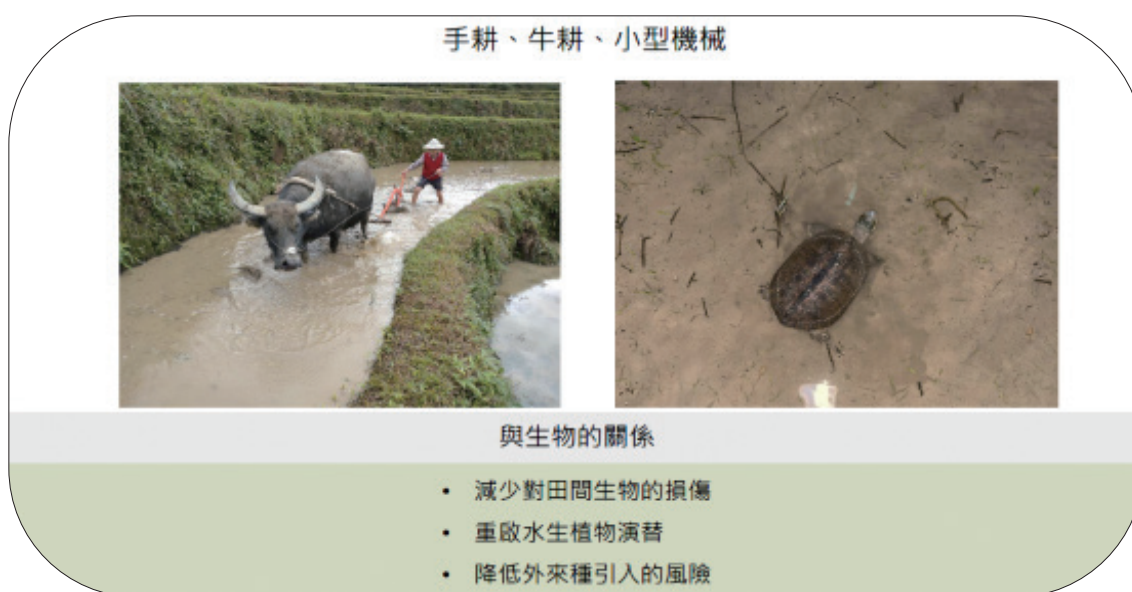 手耕、牛耕、小型機械
與生物的關係
• 減少對田間生物的損傷
• 重啟水生植物演替
• 降低外來種引入的風險